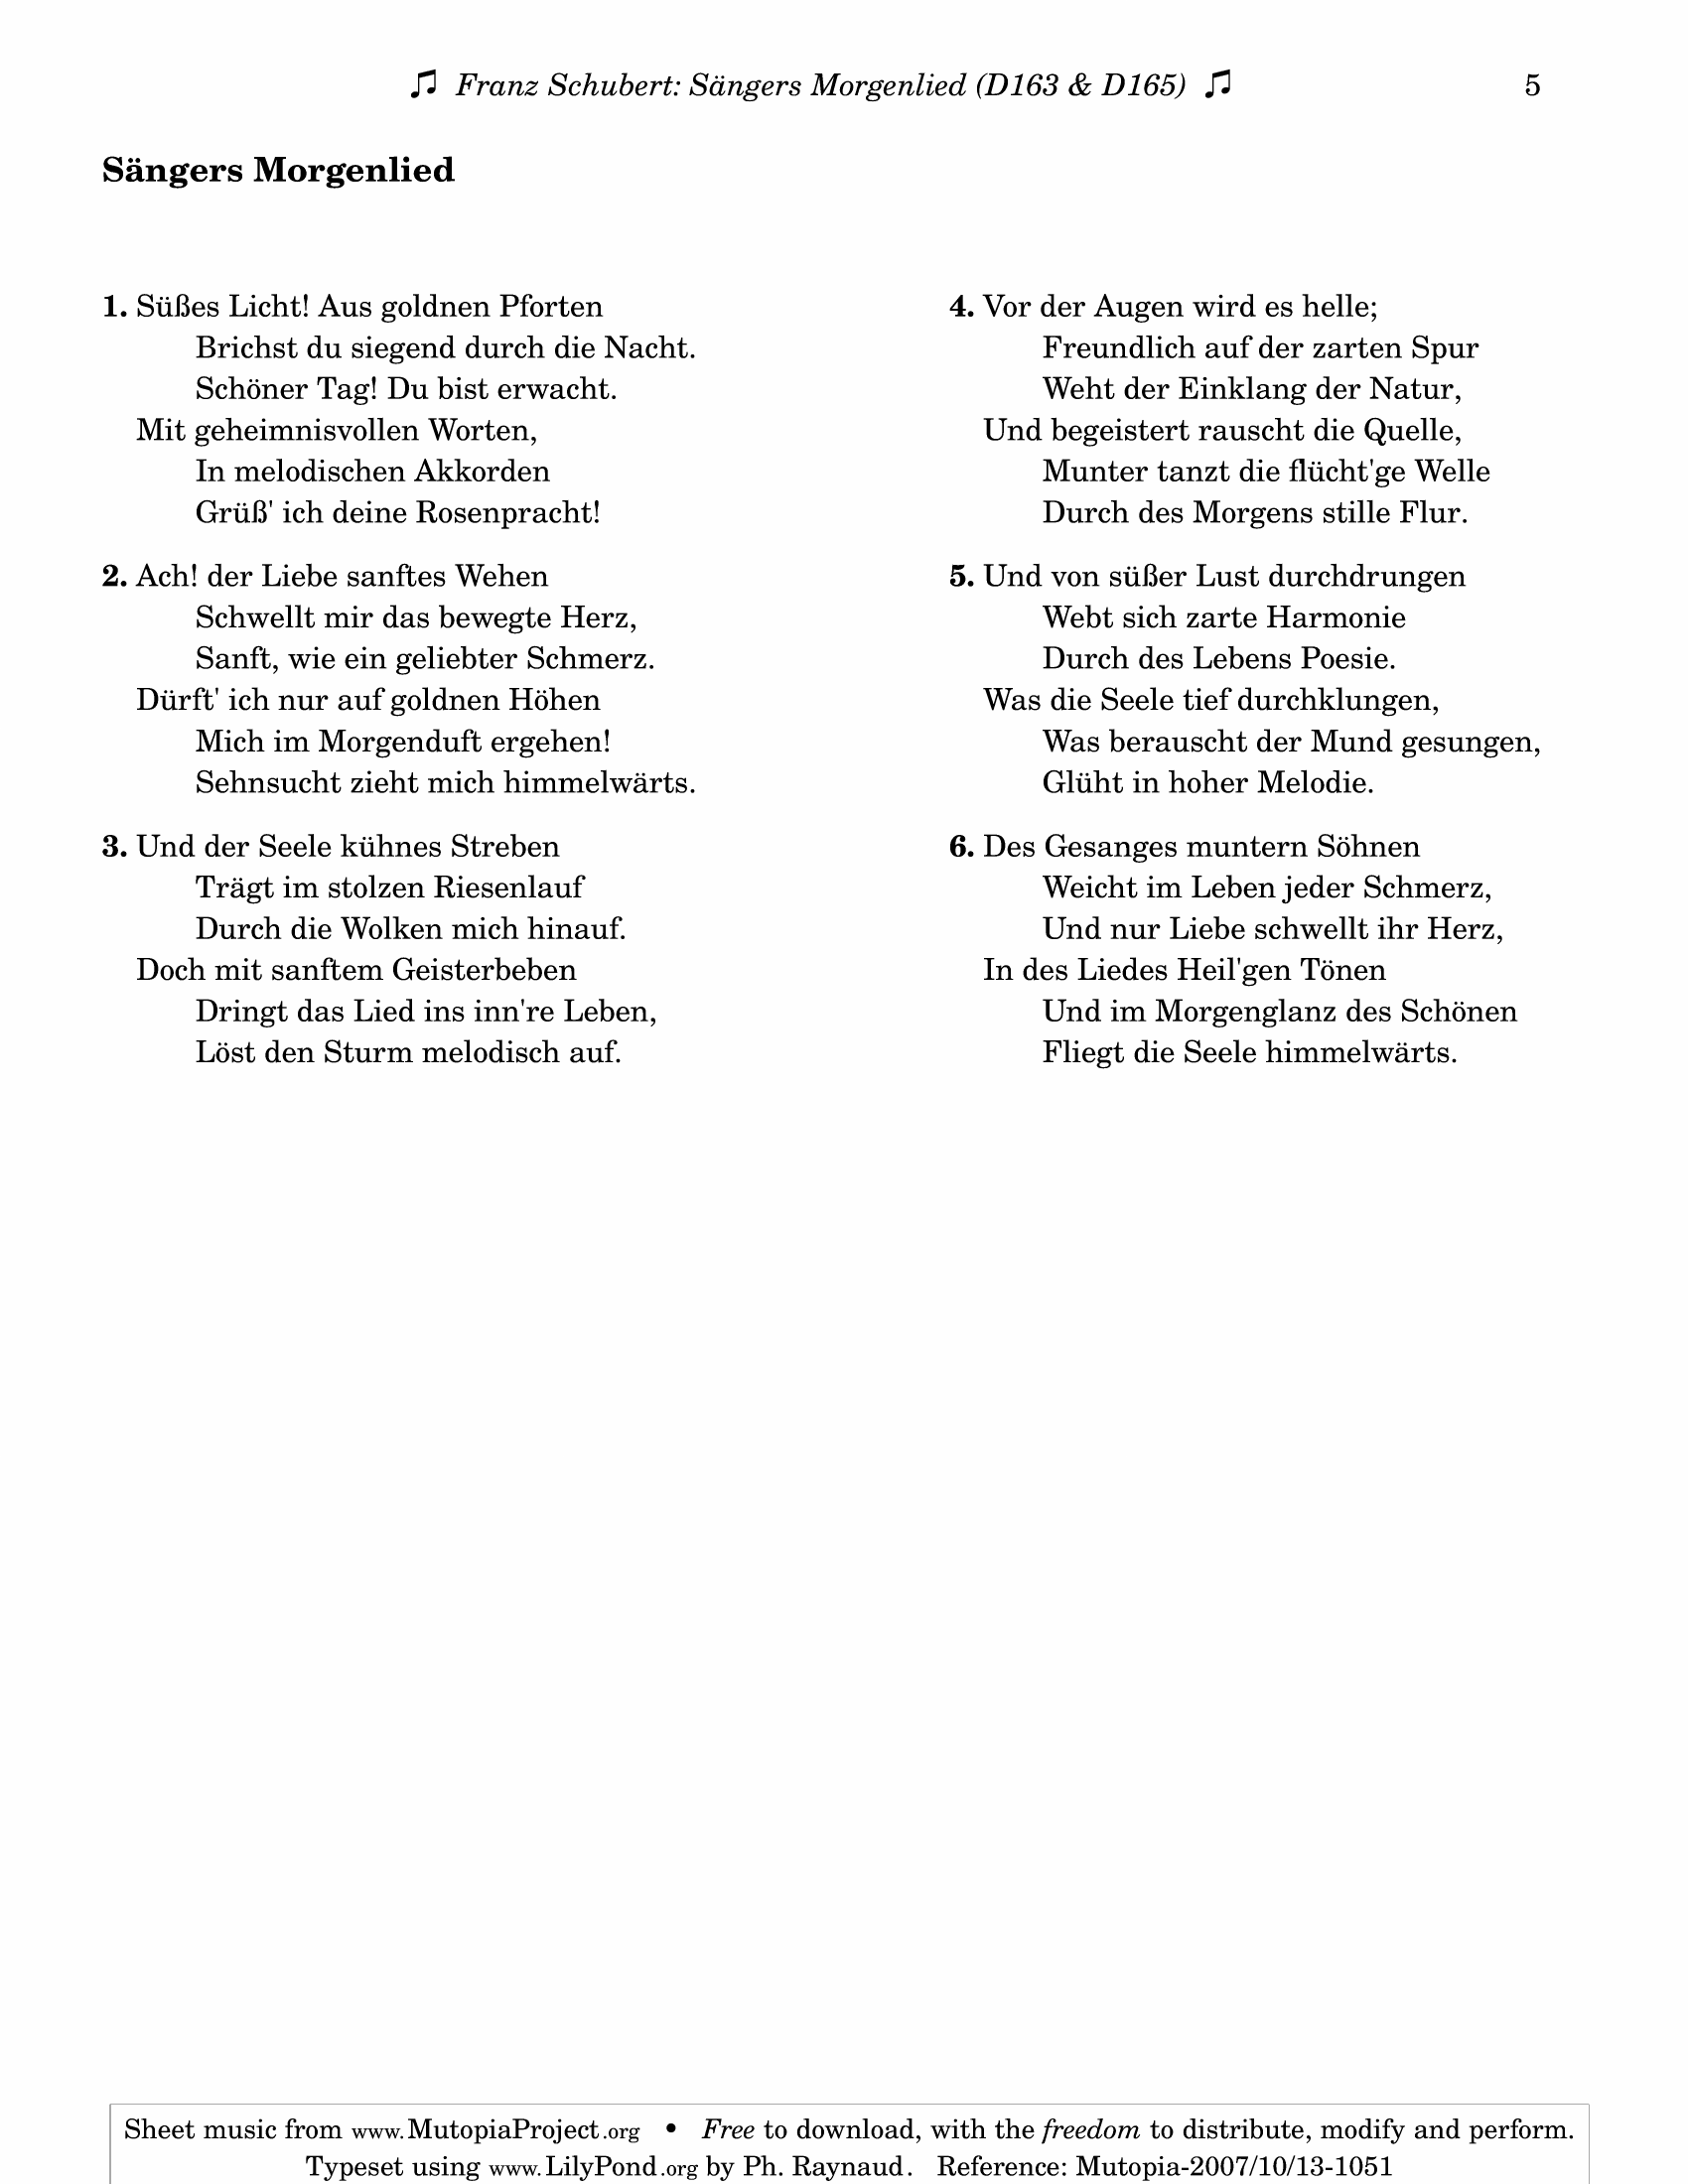 Franz Schubert: Sängers Morgenlied (D163 & D165) 5
Sängers Morgenlied
1. Süßes Licht! Aus goldnen Pforten
Brichst du siegend durch die Nacht.
Schöner Tag! Du bist erwacht.
Mit geheimnisvollen Worten,
In melodischen Akkorden
Grüß' ich deine Rosenpracht!
2. Ach! der Liebe sanftes Wehen
Schwellt mir das bewegte Herz,
Sanft, wie ein geliebter Schmerz.
Dürft' ich nur auf goldnen Höhen
Mich im Morgenduft ergehen!
Sehnsucht zieht mich himmelwärts.
3. Und der Seele kühnes Streben
Trägt im stolzen Riesenlauf
Durch die Wolken mich hinauf.
Doch mit sanftem Geisterbeben
Dringt das Lied ins inn're Leben,
Löst den Sturm melodisch auf.
4. Vor der Augen wird es helle;
Freundlich auf der zarten Spur
Weht der Einklang der Natur,
Und begeistert rauscht die Quelle,
Munter tanzt die flücht'ge Welle
Durch des Morgens stille Flur.
5. Und von süßer Lust durchdrungen
Webt sich zarte Harmonie
Durch des Lebens Poesie.
Was die Seele tief durchklungen,
Was berauscht der Mund gesungen,
Glüht in hoher Melodie.
6. Des Gesanges muntern Söhnen
Weicht im Leben jeder Schmerz,
Und nur Liebe schwellt ihr Herz,
In des Liedes Heil'gen Tönen
Und im Morgenglanz des Schönen
Fliegt die Seele himmelwärts.
Sheet music from www.MutopiaProject.org • Free to download, with the freedom to distribute, modify and perform.
Typeset using www.LilyPond.org by Ph. Raynaud. Reference: Mutopia-2007/10/13-1051